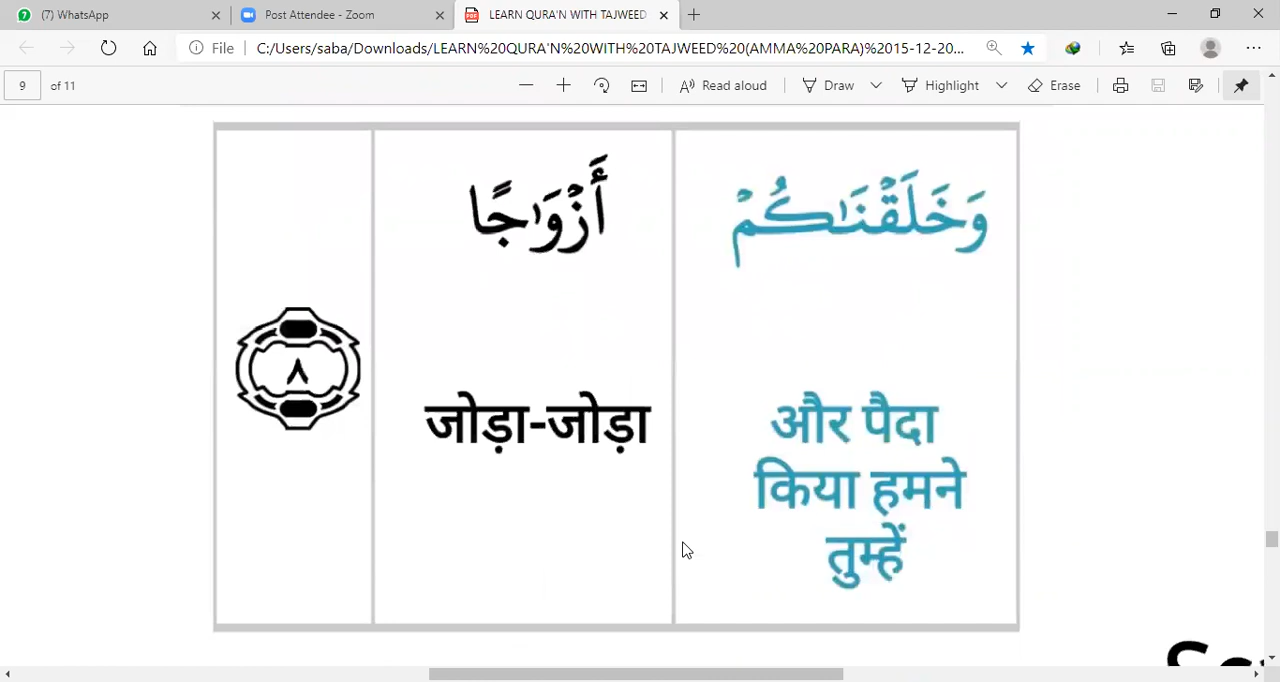 (7) WhatsApp
Post Attendee - Zoom
LEARN QURA'N WITH TAJWEED
File
C:/Users/saba/Downloads/LEARN%20QURA'N%20WITH%20TAJWEED%20(AMMA%20PARA)%2015-12-20...
9 of 11
Read aloud
Draw
Highlight
Erase
وَخَلَقْنَٰكُمْ أَزْوَٰجًا ٨
और पैदा
किया हमने
तुम्हें
जोड़ा-जोड़ा